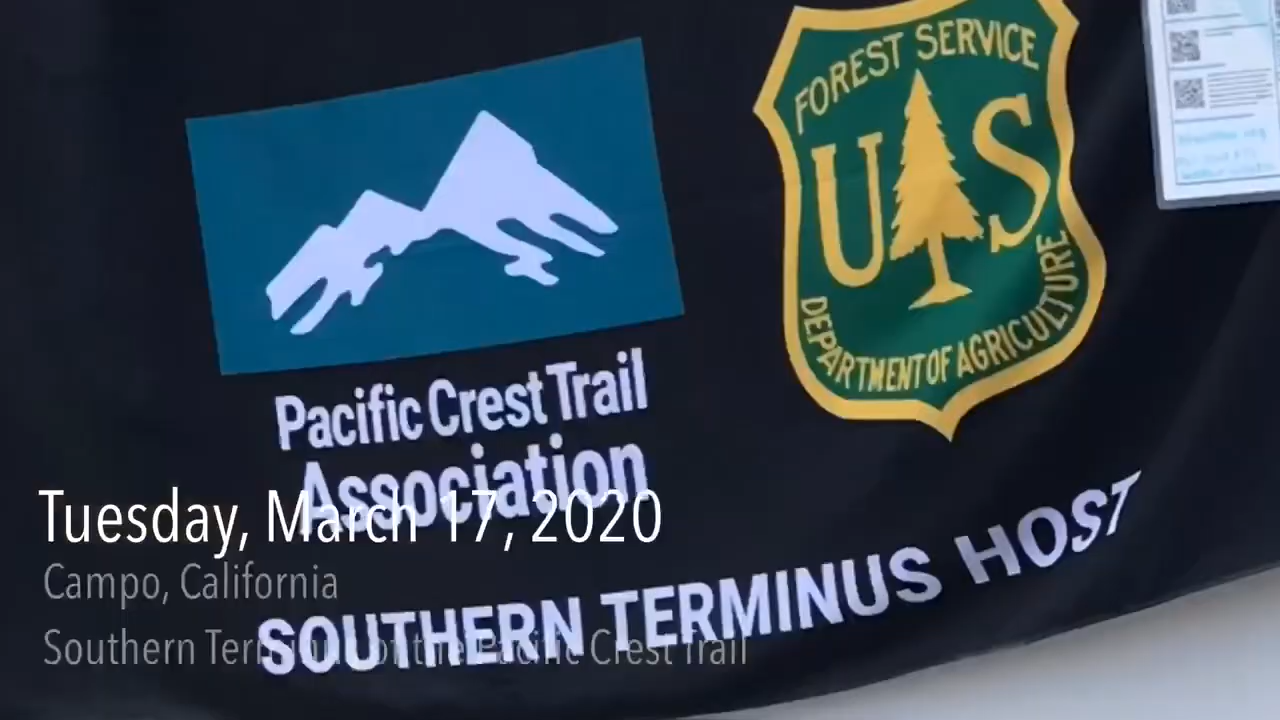 FOREST SERVICE
US
DEPARTMENT OF AGRICULTURE
Pacific Crest Trail
Association
SOUTHERN TERMINUS HOST
Tuesday, March 17, 2020
Campo, California
Southern Terminus of the Pacific Crest Trail